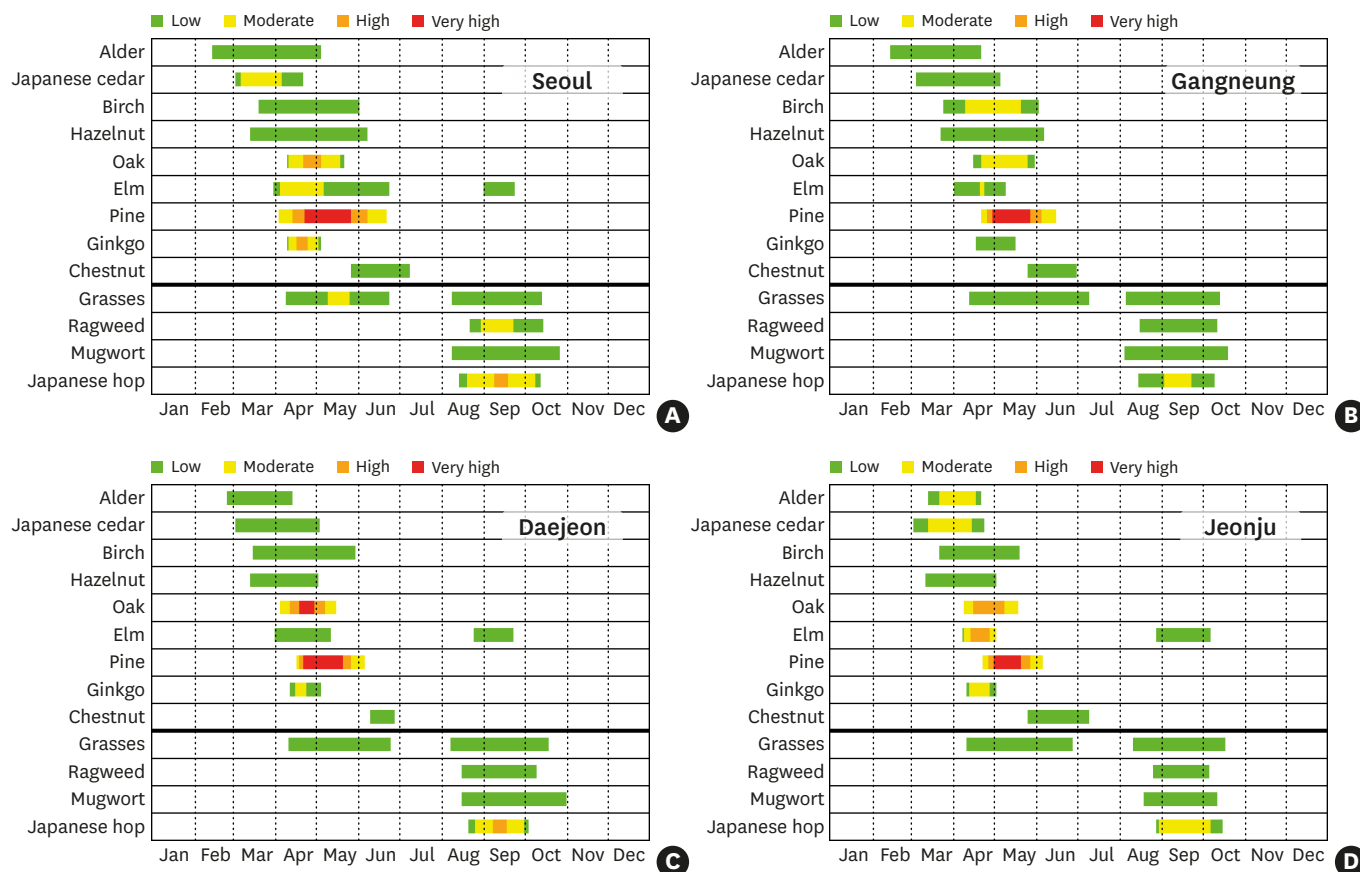 Low Moderate High Very high
Alder
Japanese cedar
Seoul
Birch
Hazelnut
Oak
Elm
Pine
Ginkgo
Chestnut
Grasses
Ragweed
Mugwort
Japanese hop
Jan Feb Mar Apr May Jun Jul Aug Sep Oct Nov Dec
A
Low Moderate High Very high
Alder
Japanese cedar
Gangneung
Birch
Hazelnut
Oak
Elm
Pine
Ginkgo
Chestnut
Grasses
Ragweed
Mugwort
Japanese hop
Jan Feb Mar Apr May Jun Jul Aug Sep Oct Nov Dec
B
Low Moderate High Very high
Alder
Japanese cedar
Daejeon
Birch
Hazelnut
Oak
Elm
Pine
Ginkgo
Chestnut
Grasses
Ragweed
Mugwort
Japanese hop
Jan Feb Mar Apr May Jun Jul Aug Sep Oct Nov Dec
C
Low Moderate High Very high
Alder
Japanese cedar
Jeonju
Birch
Hazelnut
Oak
Elm
Pine
Ginkgo
Chestnut
Grasses
Ragweed
Mugwort
Japanese hop
Jan Feb Mar Apr May Jun Jul Aug Sep Oct Nov Dec
D